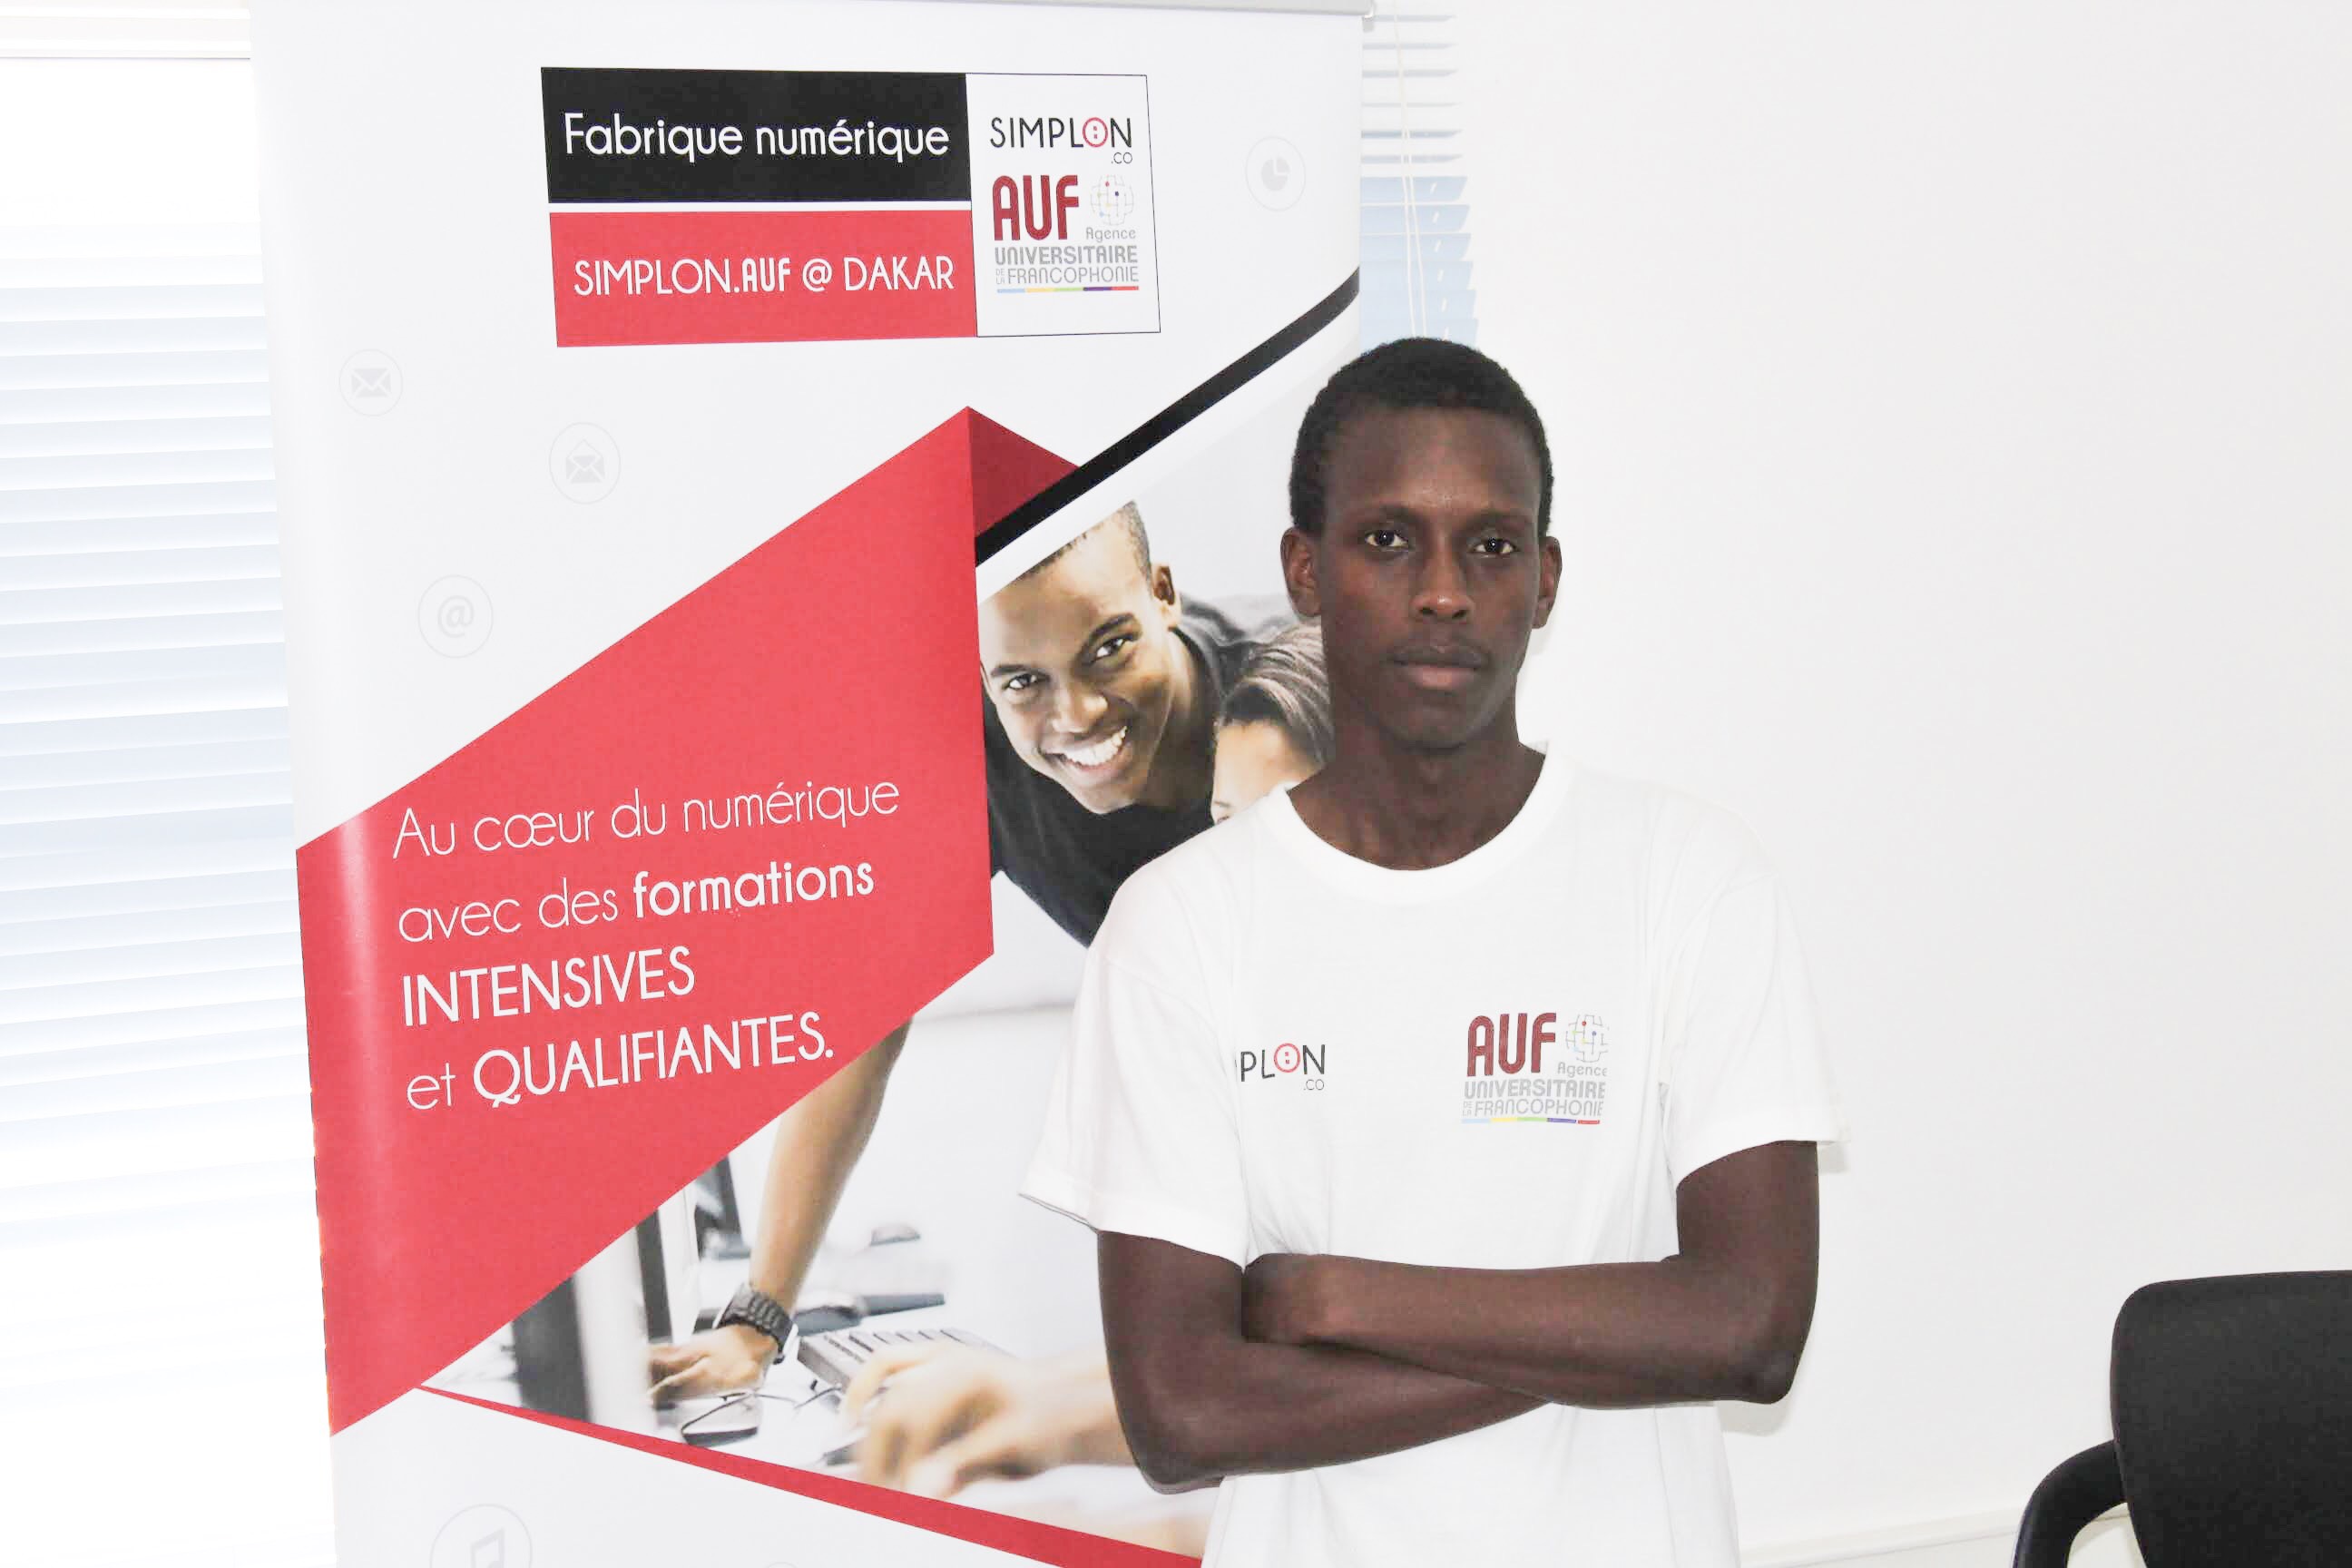 Fabrique numérique
SIMPLON.AUF @ DAKAR
SIMPLON
.CO
AUF
Agence
UNIVERSITAIRE
DE LA FRANCOPHONIE
Au cœur du numérique
avec des formations
INTENSIVES
et QUALIFIANTES.
PLON
.CO
AUF
Agence
UNIVERSITAIRE
DE LA FRANCOPHONIE